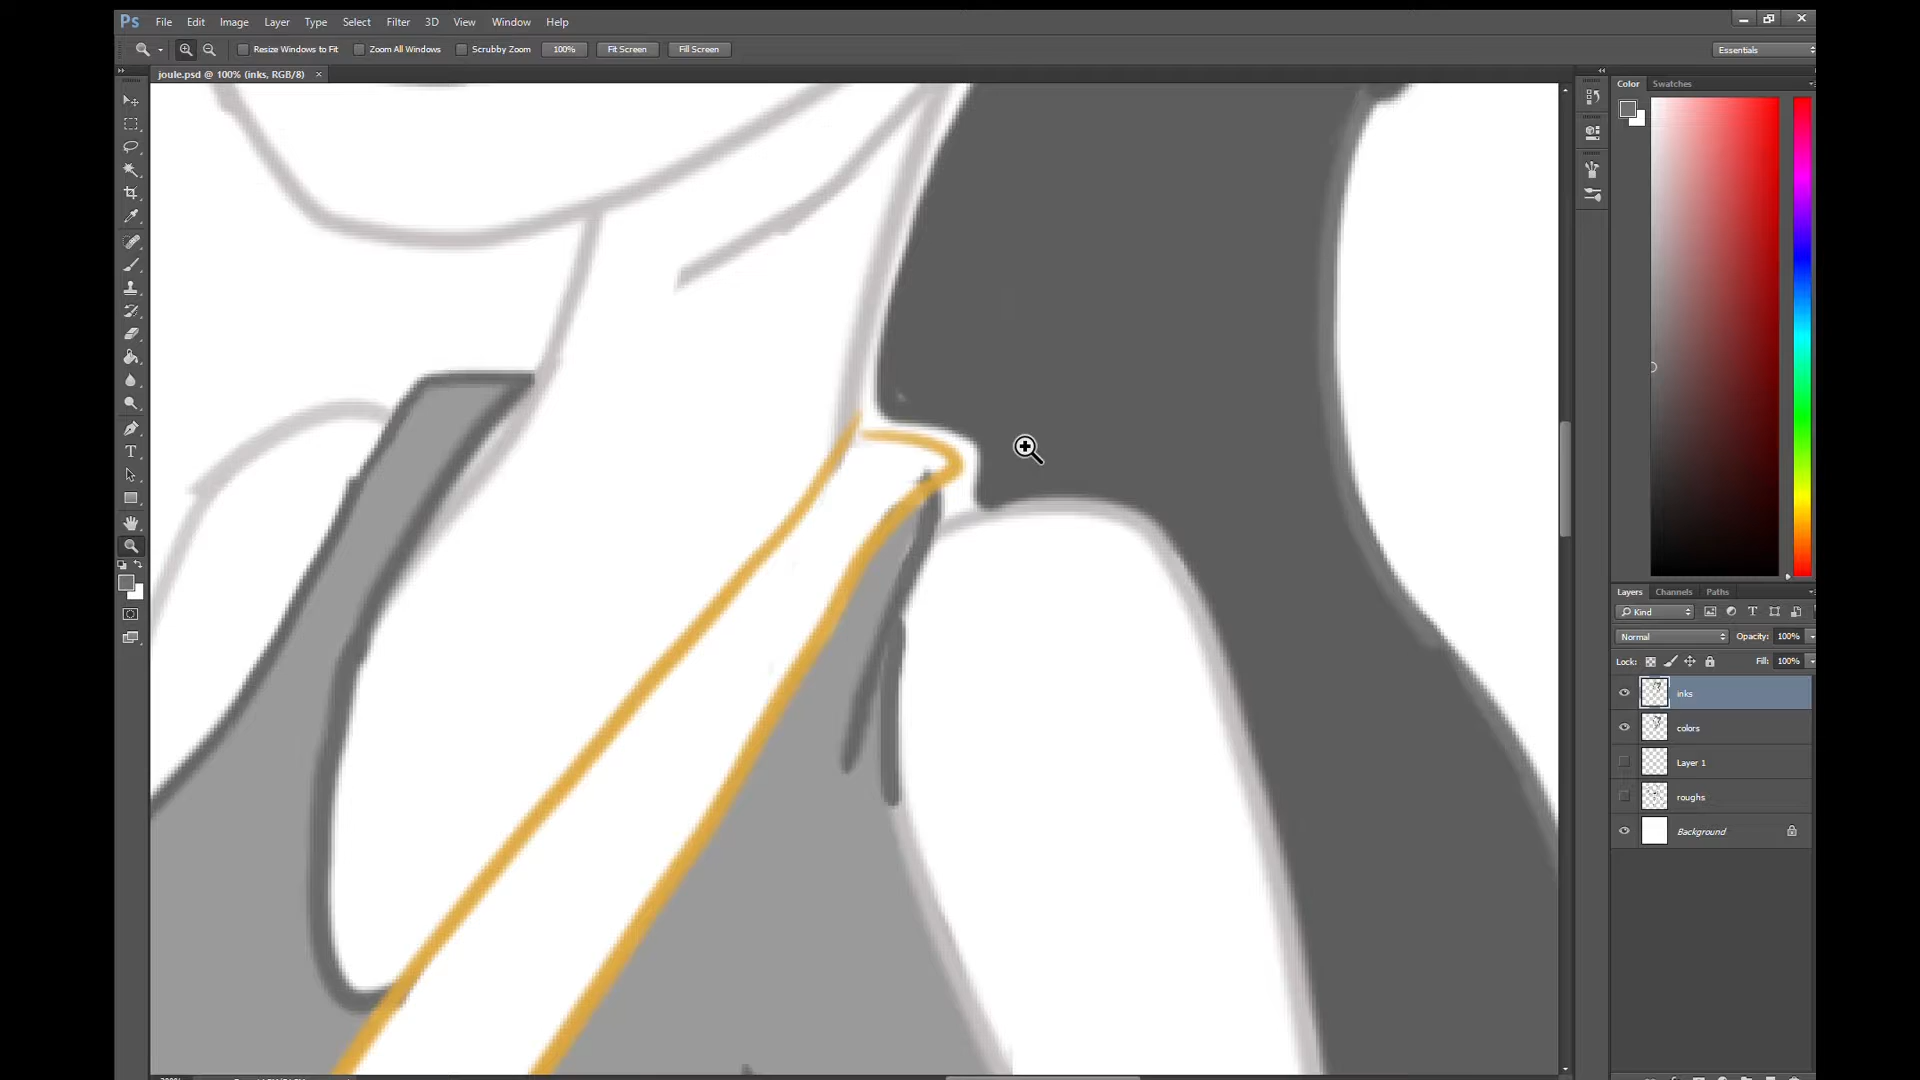 Ps File Edit Image Layer Type Select Filter 3D View Window Help
Resize Windows to Fit Zoom All Windows Scrubby Zoom 100% Fit Screen Fill Screen Essentials
joule.psd @ 100% (inks, RGB/8) ×
Color Swatches
Layers Channels Paths
Kind
Normal Opacity: 100%
Lock: Fill: 100%
inks
colors
Layer 1
roughs
Background